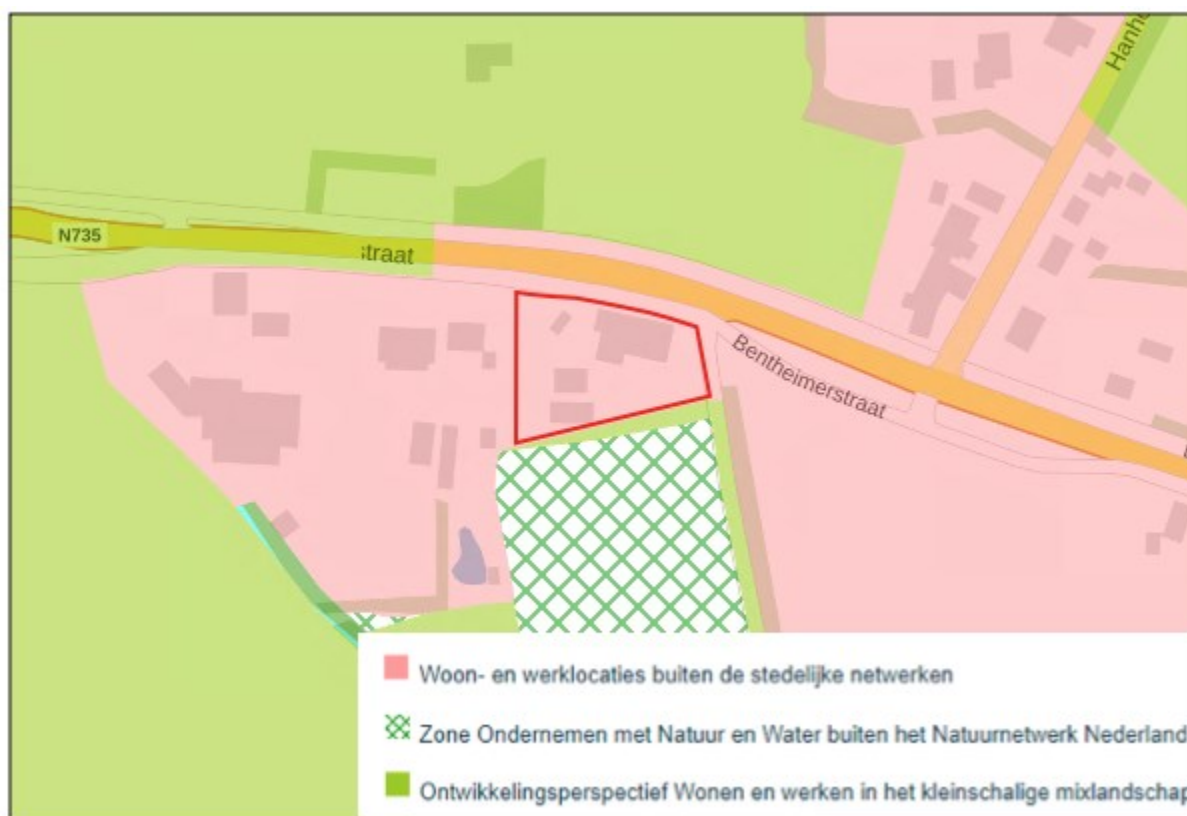 Hanh
N735
straat
Bentheimerstraat
Woon- en werklocaties buiten de stedelijke netwerken
Zone Ondernemen met Natuur en Water buiten het Natuurnetwerk Nederland
Ontwikkelingsperspectief Wonen en werken in het kleinschalige mixlandschap